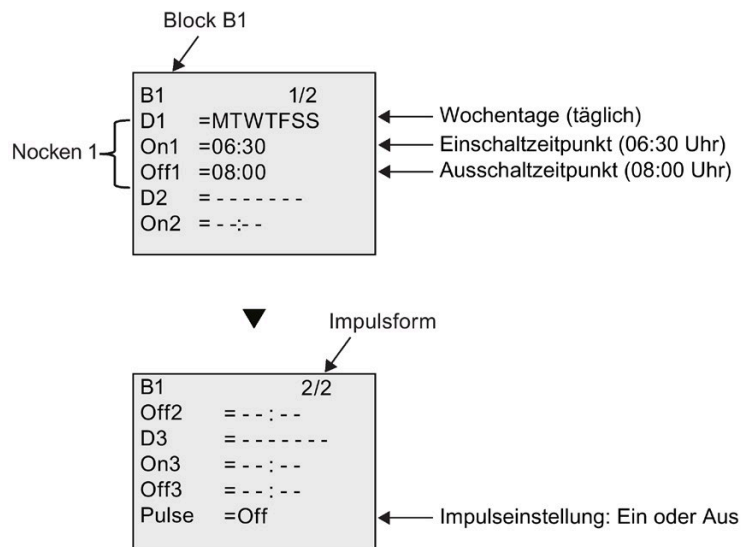 Block B1
B1 1/2
D1 =MTWTFSS Wochentage (täglich)
Nocken 1
On1 =06:30 Einschaltzeitpunkt (06:30 Uhr)
Off1 =08:00 Ausschaltzeitpunkt (08:00 Uhr)
D2 = - - - - - - -
On2 = - -:- -
Impulsform
B1 2/2
Off2 = - - : - -
D3 = - - - - - - -
On3 = - - : - -
Off3 = - - : - -
Pulse =Off Impulseinstellung: Ein oder Aus